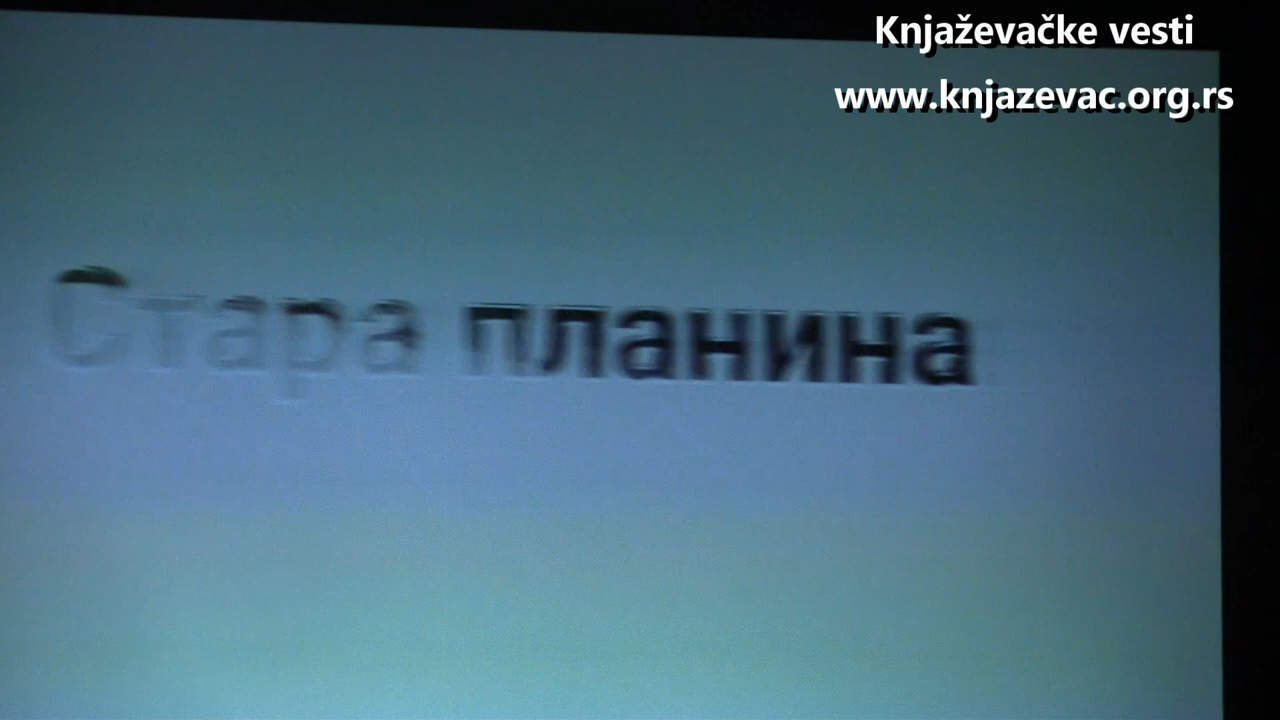 Knjaževačke vesti
www.knjazevac.org.rs
Стара планина